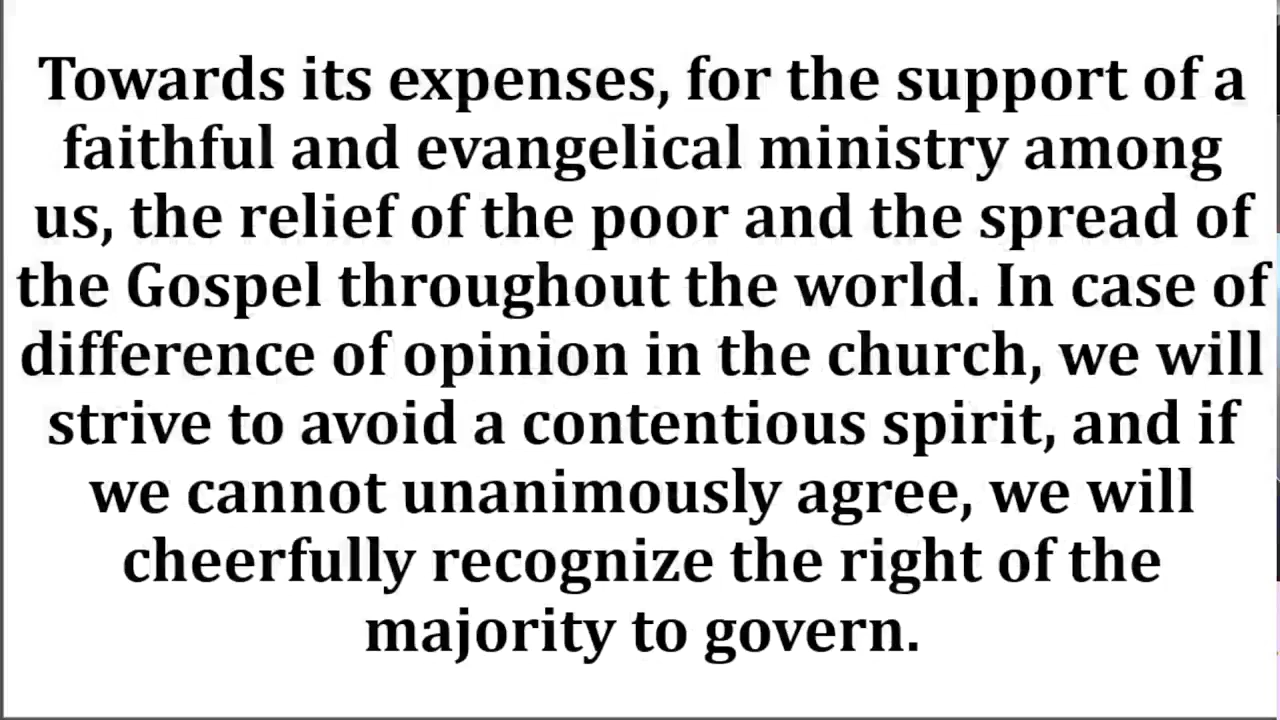 Towards its expenses, for the support of a
faithful and evangelical ministry among
us, the relief of the poor and the spread of
the Gospel throughout the world. In case of
difference of opinion in the church, we will
strive to avoid a contentious spirit, and if
we cannot unanimously agree, we will
cheerfully recognize the right of the
majority to govern.